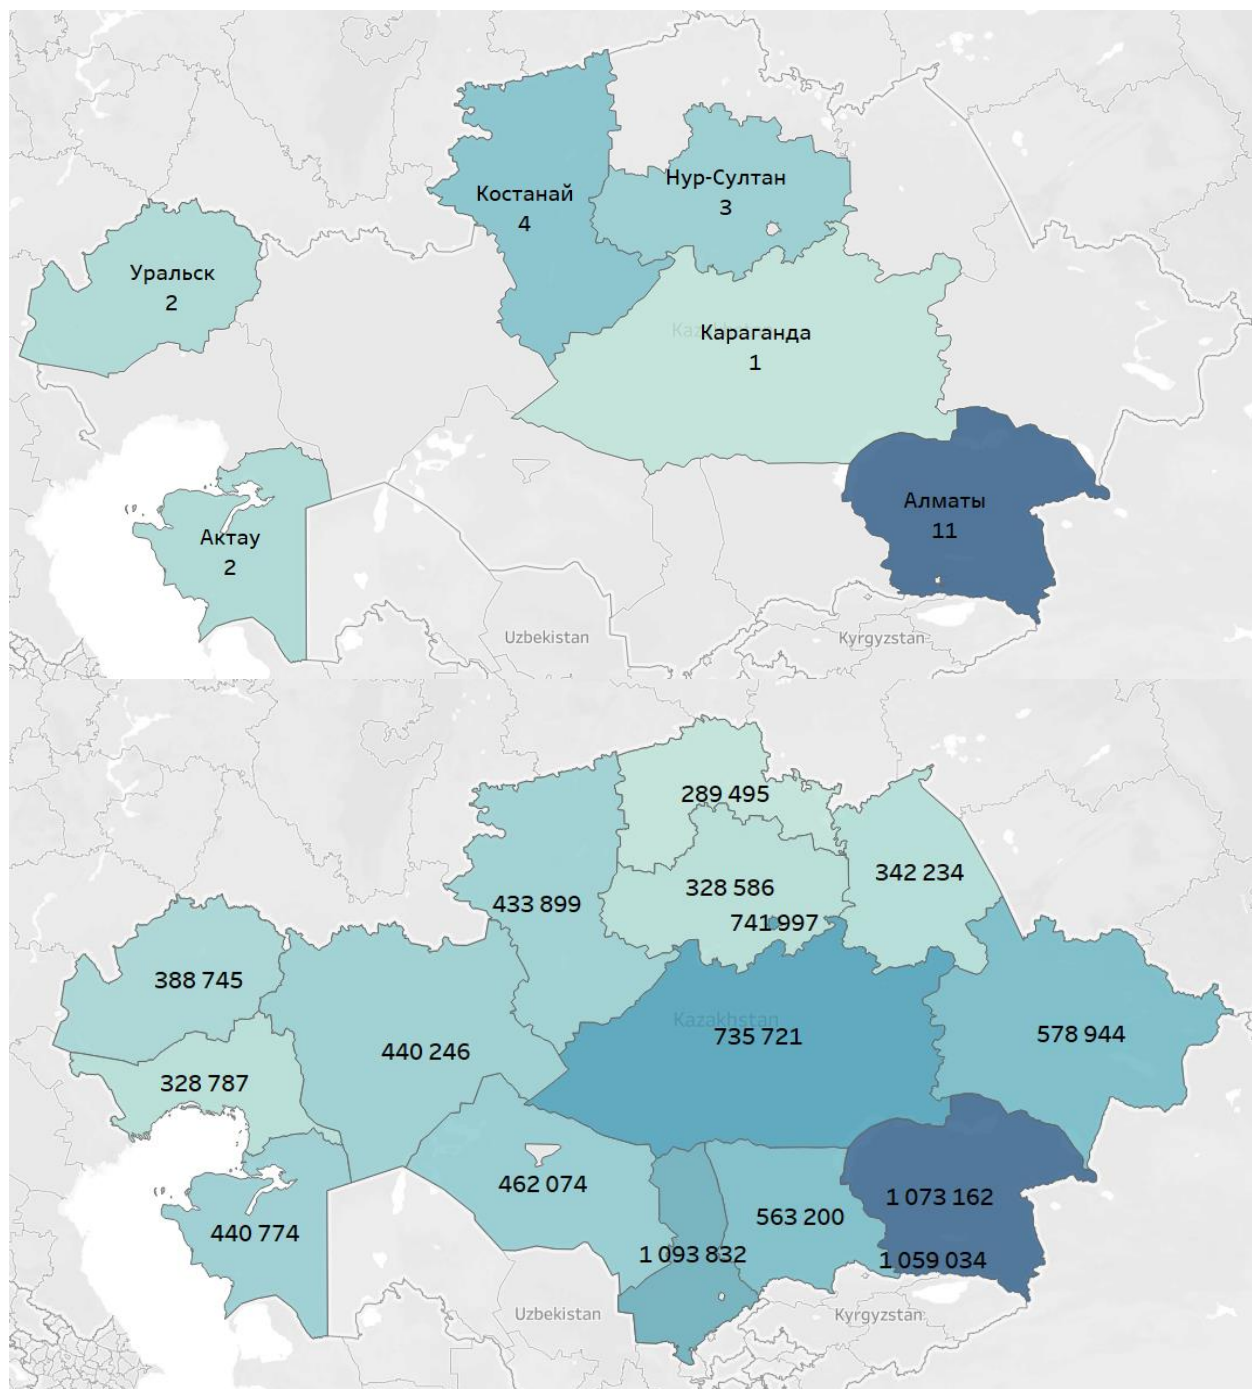 Костанай
4
Нур-Султан
3
Уральск
2
Kazakhstan
Караганда
1
Алматы
11
Актау
2
Uzbekistan
Kyrgyzstan
289 495
328 586
342 234
433 899
741 997
388 745
Kazakhstan
735 721
578 944
440 246
328 787
462 074
1 073 162
563 200
440 774
1 093 832
1 059 034
Uzbekistan
Kyrgyzstan